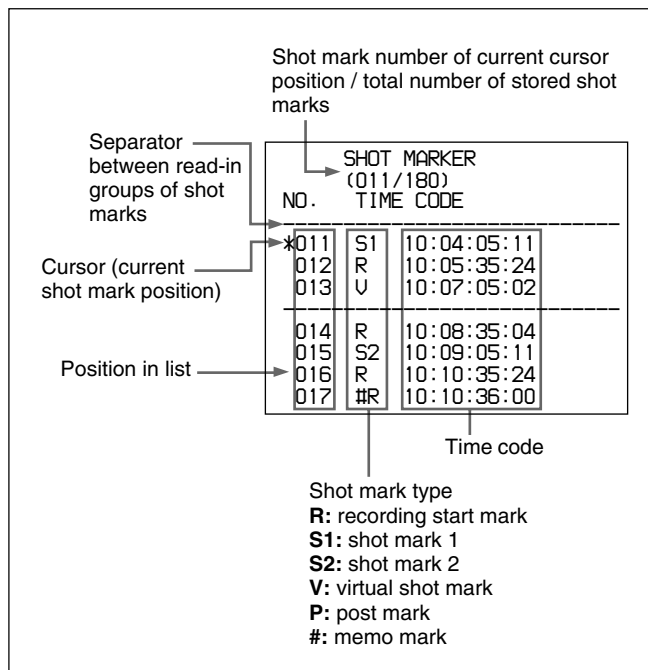 Shot mark number of current cursor
position / total number of stored shot
marks
Separator
between read-in
groups of shot
marks
Cursor (current
shot mark position)
Position in list
SHOT MARKER
(011/180)
NO. TIME CODE
*011 S1 10:04:05:11
012 R 10:05:35:24
013 V 10:07:05:02
014 R 10:08:35:04
015 S2 10:09:05:11
016 R 10:10:35:24
017 #R 10:10:36:00
Time code
Shot mark type
R: recording start mark
S1: shot mark 1
S2: shot mark 2
V: virtual shot mark
P: post mark
#: memo mark